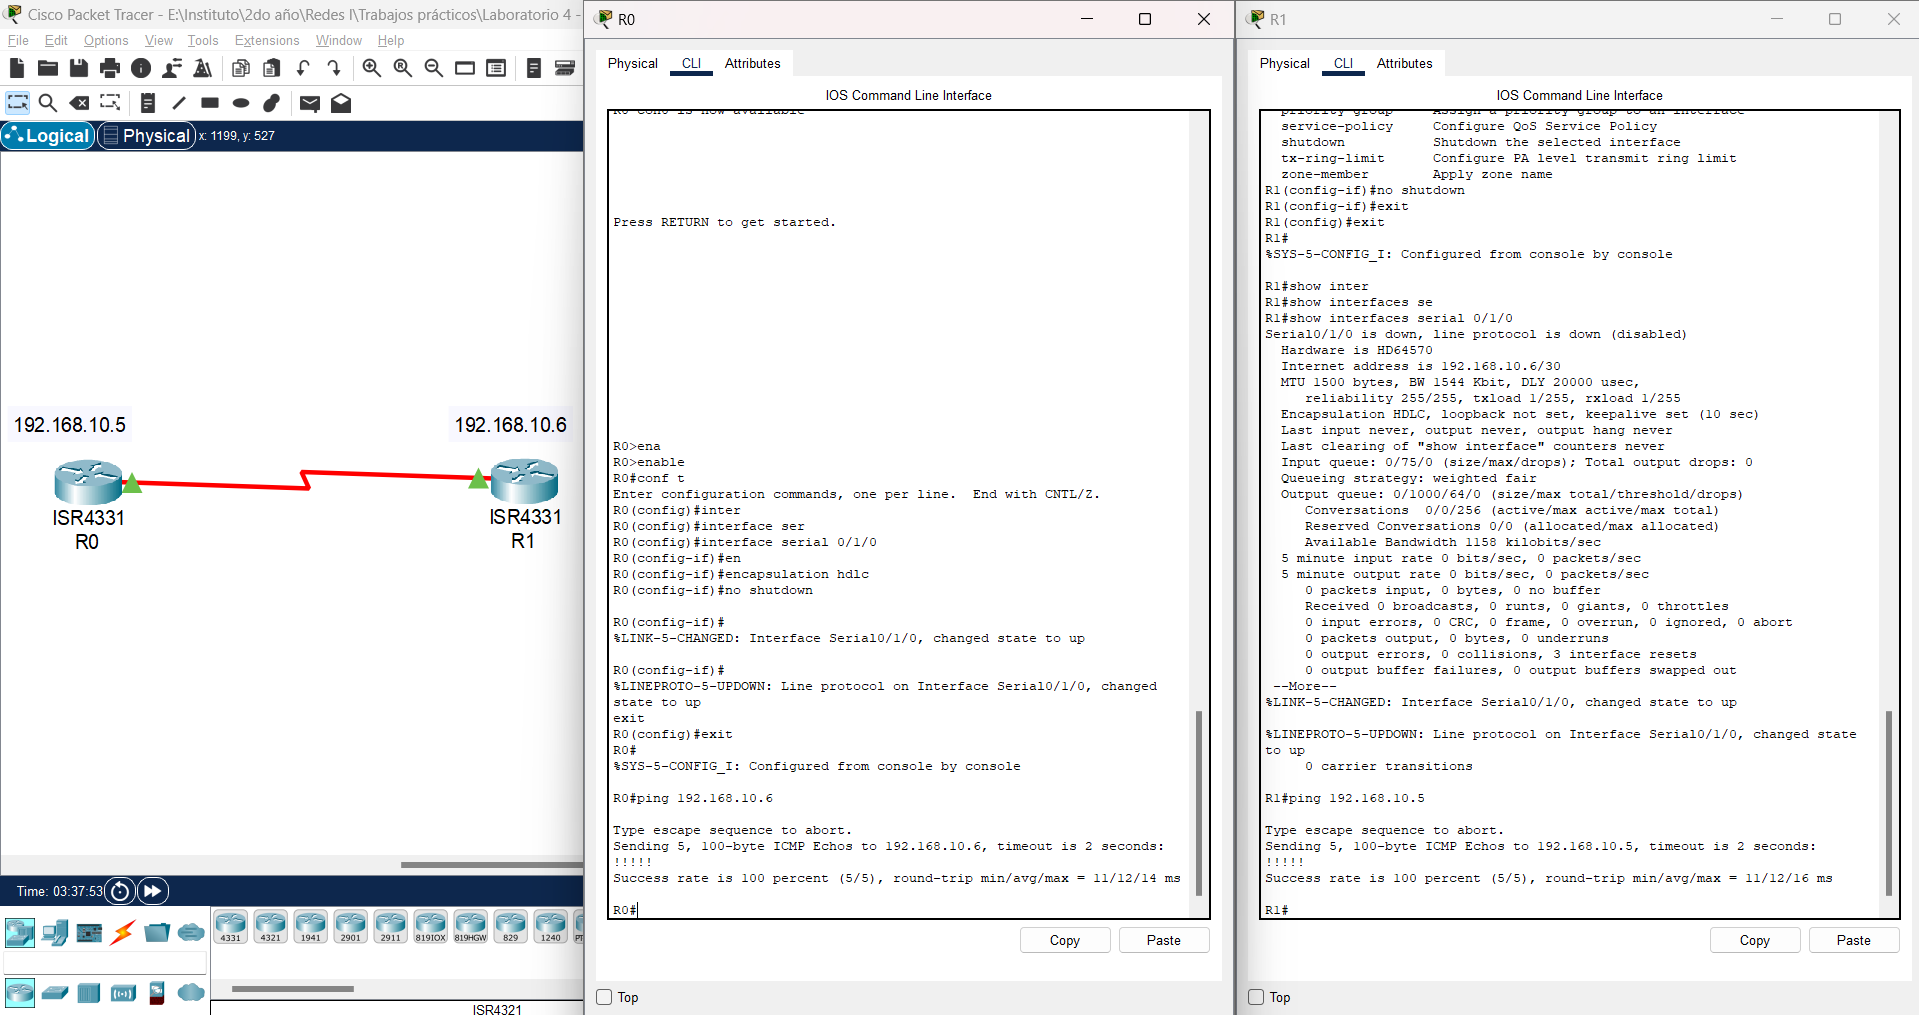 Cisco Packet Tracer - E:\Instituto\2do año\Redes I\Trabajos prácticos\Laboratorio 4 -
File Edit Options View Tools Extensions Window Help
Logical Physical x: 1199, y: 527
192.168.10.5
192.168.10.6
ISR4331
R0
ISR4331
R1
Time: 03:37:53
4331 4321 1941 2901 2911 819IOX 819HGW 829 1240 PT
ISR4321
R0
Physical CLI Attributes
IOS Command Line Interface
R0 con0 is now available
Press RETURN to get started.
R0>ena
R0>enable
R0#conf t
Enter configuration commands, one per line.  End with CNTL/Z.
R0(config)#inter
R0(config)#interface ser
R0(config)#interface serial 0/1/0
R0(config-if)#en
R0(config-if)#encapsulation hdlc
R0(config-if)#no shutdown
R0(config-if)#
%LINK-5-CHANGED: Interface Serial0/1/0, changed state to up
R0(config-if)#
%LINEPROTO-5-UPDOWN: Line protocol on Interface Serial0/1/0, changed
state to up
exit
R0(config)#exit
R0#
%SYS-5-CONFIG_I: Configured from console by console
R0#ping 192.168.10.6
Type escape sequence to abort.
Sending 5, 100-byte ICMP Echos to 192.168.10.6, timeout is 2 seconds:
!!!!!
Success rate is 100 percent (5/5), round-trip min/avg/max = 11/12/14 ms
R0#
Copy Paste
Top
R1
Physical CLI Attributes
IOS Command Line Interface
priority-group Assign a priority group to an interface
service-policy Configure QoS Service Policy
shutdown Shutdown the selected interface
tx-ring-limit Configure PA level transmit ring limit
zone-member Apply zone name
R1(config-if)#no shutdown
R1(config-if)#exit
R1(config)#exit
R1#
%SYS-5-CONFIG_I: Configured from console by console
R1#show inter
R1#show interfaces se
R1#show interfaces serial 0/1/0
Serial0/1/0 is down, line protocol is down (disabled)
Hardware is HD64570
Internet address is 192.168.10.6/30
MTU 1500 bytes, BW 1544 Kbit, DLY 20000 usec,
reliability 255/255, txload 1/255, rxload 1/255
Encapsulation HDLC, loopback not set, keepalive set (10 sec)
Last input never, output never, output hang never
Last clearing of "show interface" counters never
Input queue: 0/75/0 (size/max/drops); Total output drops: 0
Queueing strategy: weighted fair
Output queue: 0/1000/64/0 (size/max total/threshold/drops)
Conversations  0/0/256 (active/max active/max total)
Reserved Conversations 0/0 (allocated/max allocated)
Available Bandwidth 1158 kilobits/sec
5 minute input rate 0 bits/sec, 0 packets/sec
5 minute output rate 0 bits/sec, 0 packets/sec
0 packets input, 0 bytes, 0 no buffer
Received 0 broadcasts, 0 runts, 0 giants, 0 throttles
0 input errors, 0 CRC, 0 frame, 0 overrun, 0 ignored, 0 abort
0 packets output, 0 bytes, 0 underruns
0 output errors, 0 collisions, 3 interface resets
0 output buffer failures, 0 output buffers swapped out
--More--
%LINK-5-CHANGED: Interface Serial0/1/0, changed state to up
%LINEPROTO-5-UPDOWN: Line protocol on Interface Serial0/1/0, changed state
to up
0 carrier transitions
R1#ping 192.168.10.5
Type escape sequence to abort.
Sending 5, 100-byte ICMP Echos to 192.168.10.5, timeout is 2 seconds:
!!!!!
Success rate is 100 percent (5/5), round-trip min/avg/max = 11/12/16 ms
R1#
Copy Paste
Top